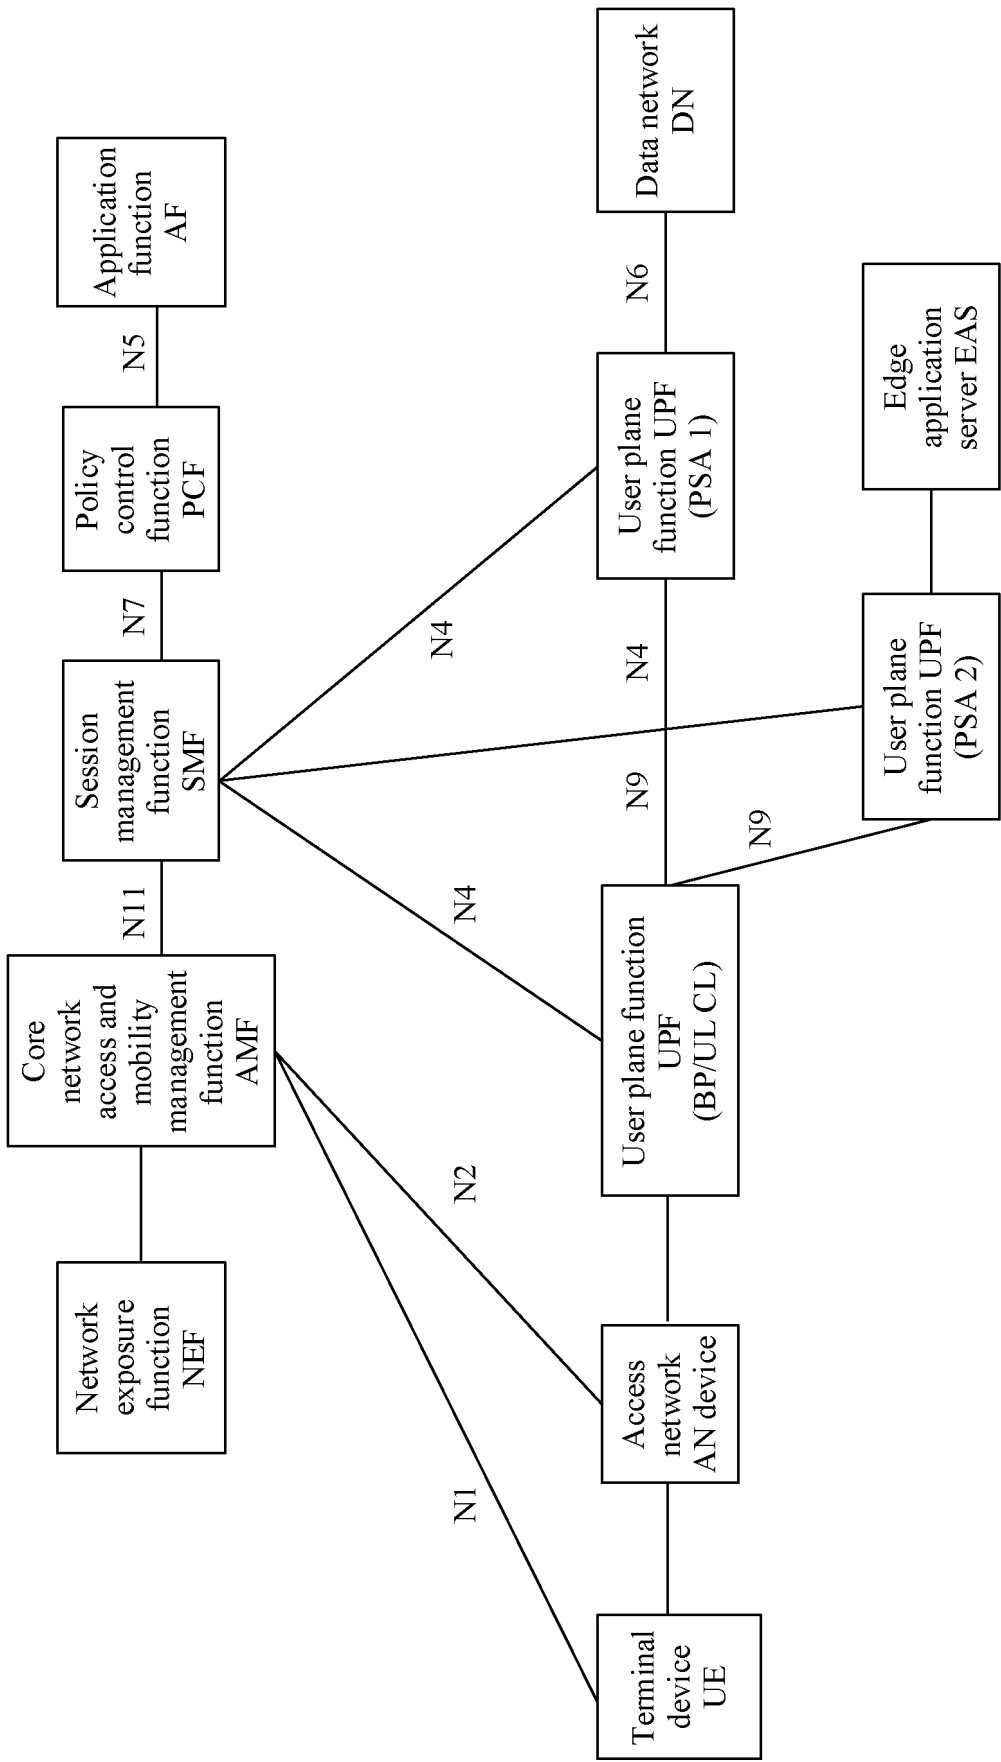 Network
exposure
function
NEF
Core
network
access and
mobility
management
function
AMF
N11
Session
management
function
SMF
N7
Policy
control
function
PCF
N5
Application
function
AF
N1
N2
N4
N4
Terminal
device
UE
Access
network
AN device
User plane function
UPF
(BP/UL CL)
N9
N4
User plane
function UPF
(PSA 1)
N6
Data network
DN
N9
User plane
function UPF
(PSA 2)
Edge
application
server EAS